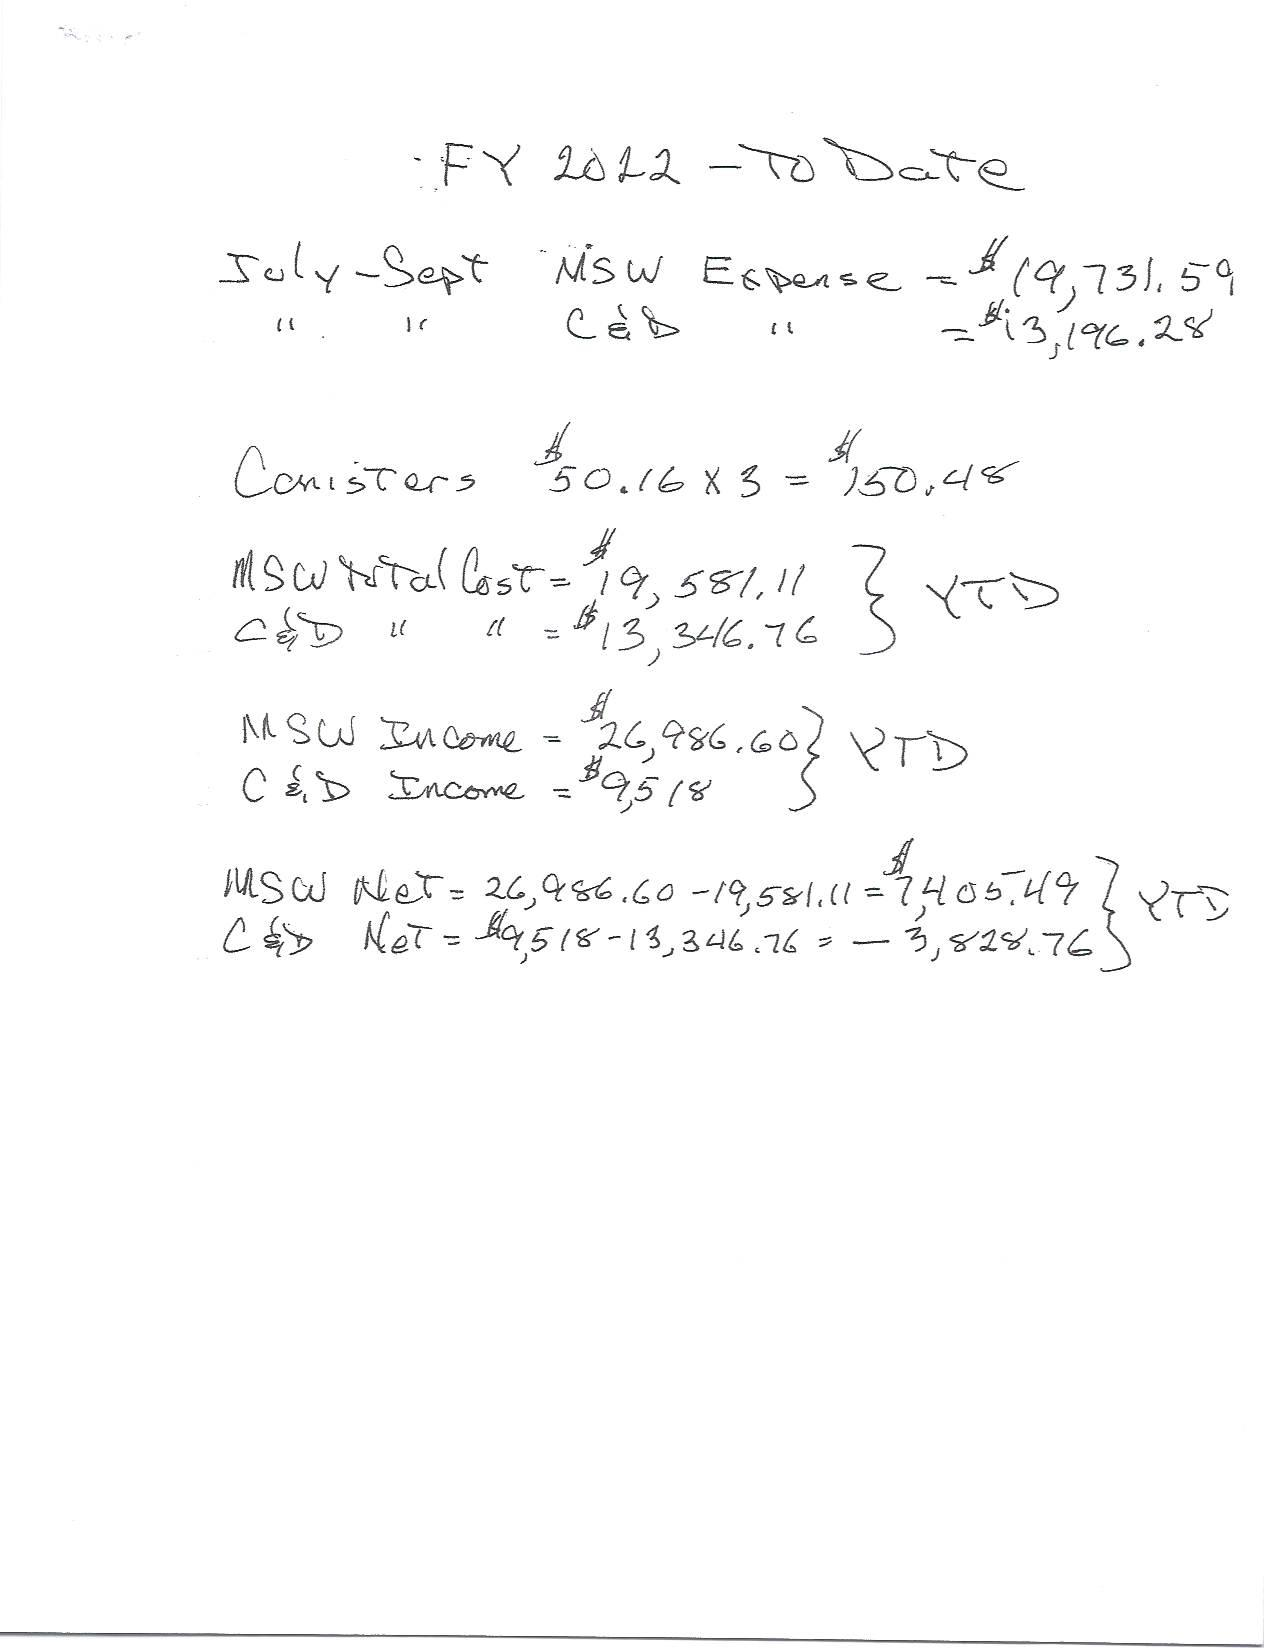 FY 2022 - To Date
July-Sept MSW Expense = $19,731.59
" " C&D " = $13,196.28
Canisters $50.16 x 3 = $150.48
MSW total Cost = $19,581.11 } YTD
C&D " " = $13,346.76
MSW Income = $26,986.60 } YTD
C&D Income = $9,518
MSW Net = 26,986.60 - 19,581.11 = $7,405.49 } YTD
C&D Net = $9,518 - 13,346.76 = - 3,828.76